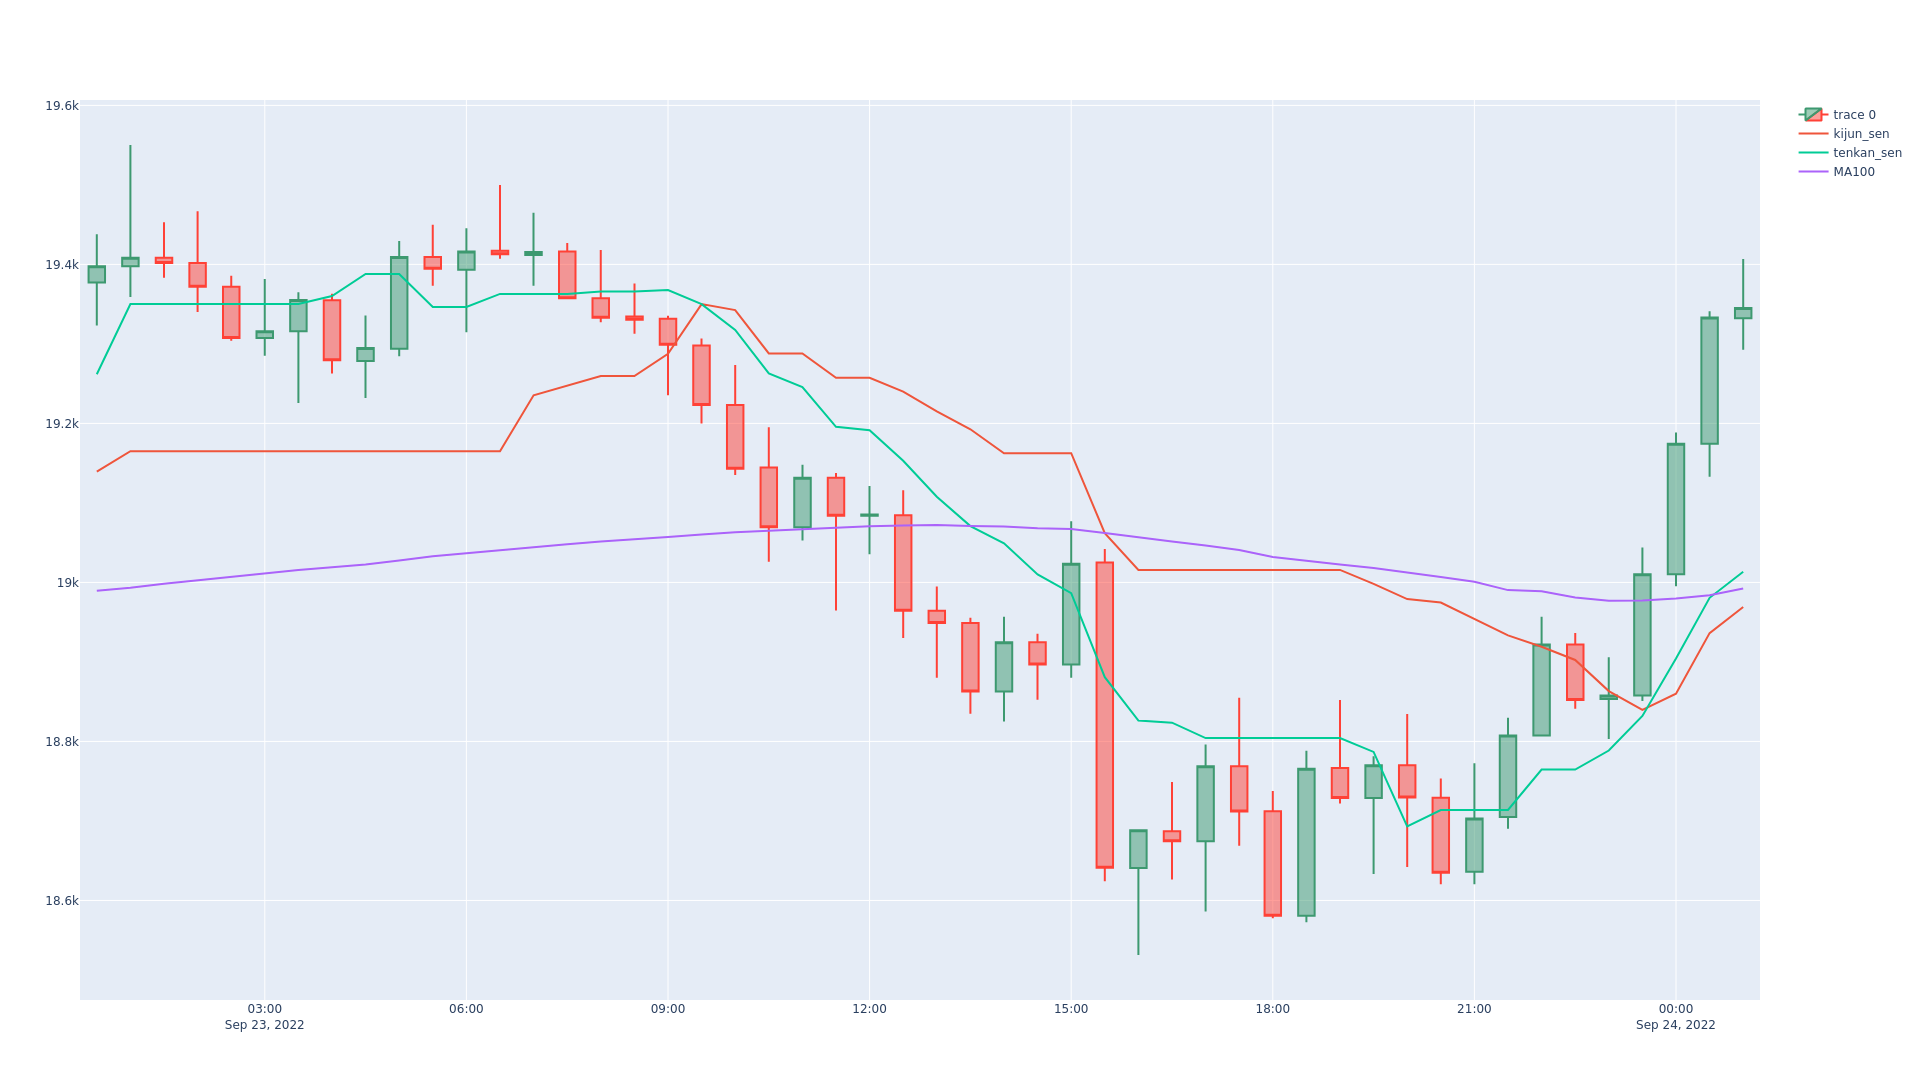 19.6k
19.4k
19.2k
19k
18.8k
18.6k
03:00 06:00 09:00 12:00 15:00 18:00 21:00 00:00
Sep 23, 2022 Sep 24, 2022
trace 0
kijun_sen
tenkan_sen
MA100